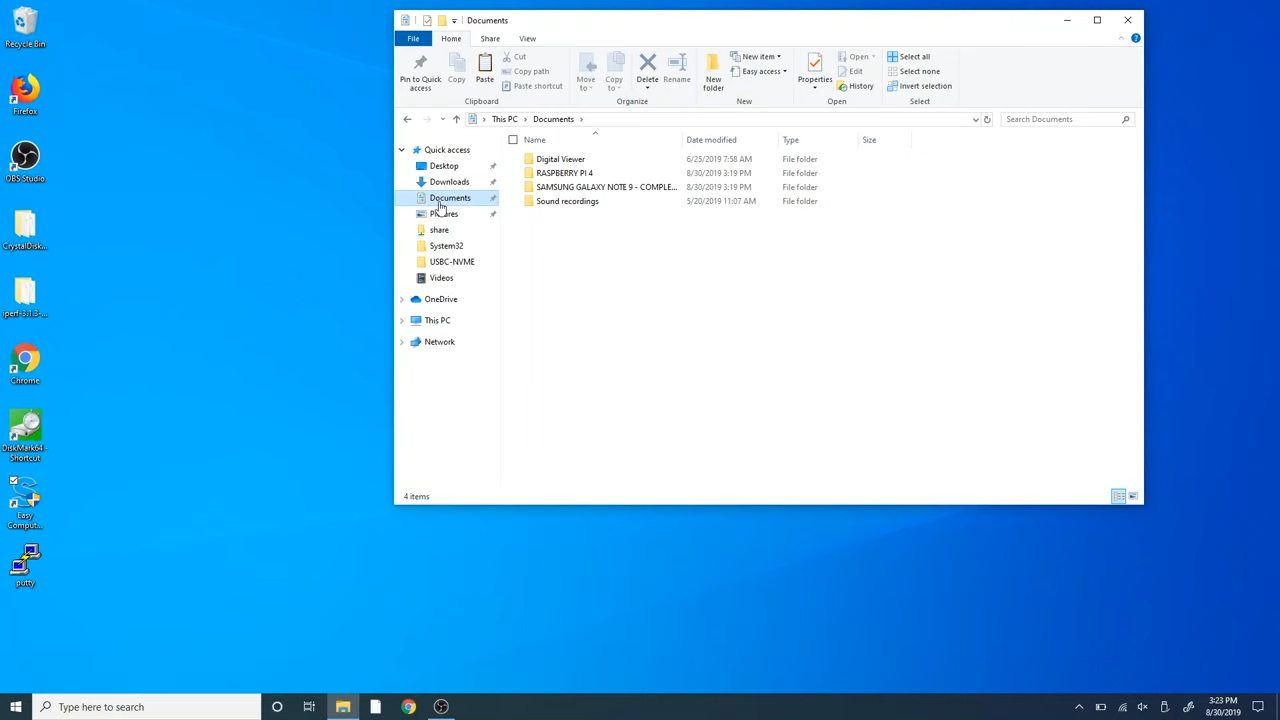 Recycle Bin
Firefox
OBS Studio
CrystalDisk...
iperf-3.1.3-...
Chrome
DiskMark64 -
Shortcut
Easy
Comput...
putty
Documents
File
Home
Share
View
Pin to Quick
access
Copy
Paste
Cut
Copy path
Paste shortcut
Clipboard
Move
to
Copy
to
Delete
Rename
Organize
New
folder
New item
Easy access
New
Properties
Open
Edit
History
Open
Select all
Select none
Invert selection
Select
This PC
Documents
Search Documents
Quick access
Desktop
Downloads
Documents
share
System32
USBC-NVME
Videos
OneDrive
This PC
Network
Name Date modified Type Size
Digital Viewer 6/25/2019 7:58 AM File folder
RASPBERRY PI 4 8/30/2019 3:19 PM File folder
SAMSUNG GALAXY NOTE 9 - COMPLE... 8/30/2019 3:19 PM File folder
Sound recordings 5/20/2019 11:07 AM File folder
4 items
Type here to search
3:23 PM
8/30/2019